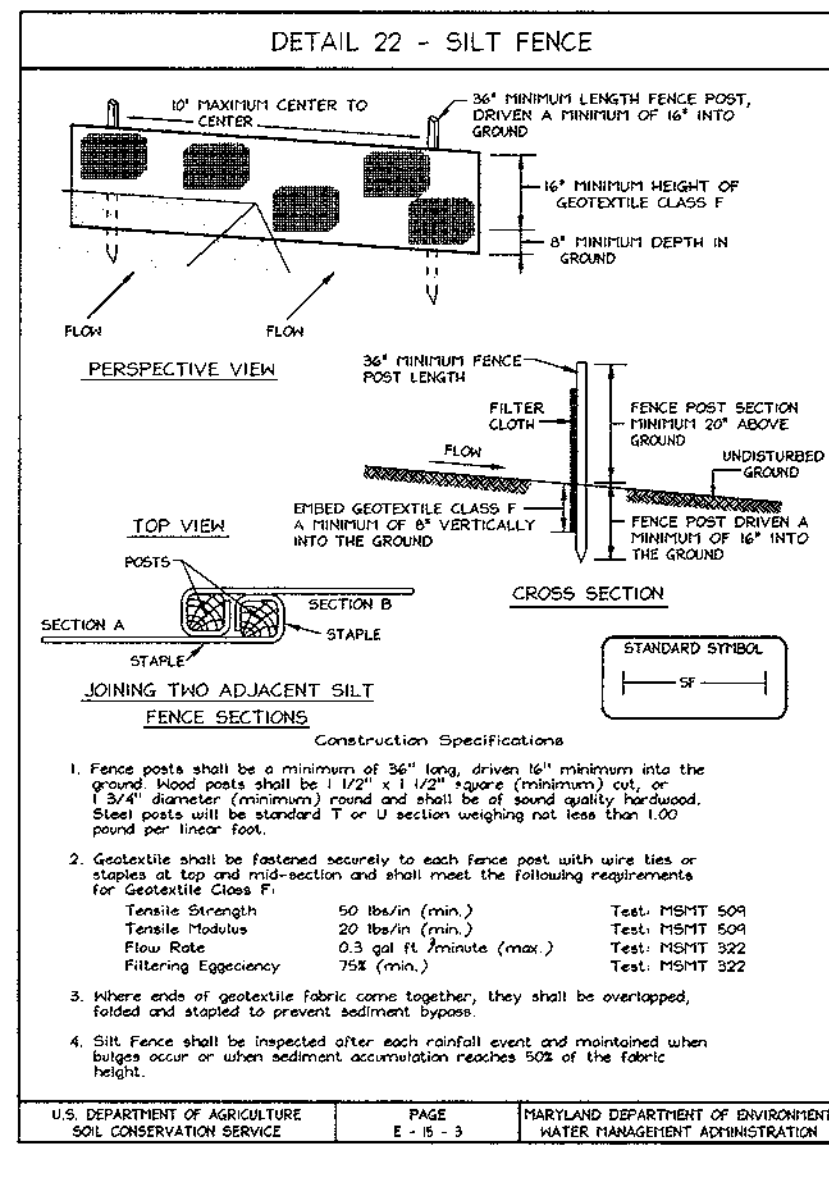 DETAIL 22 - SILT FENCE
10' MAXIMUM CENTER TO
CENTER
36" MINIMUM LENGTH FENCE POST,
DRIVEN A MINIMUM OF 16" INTO
GROUND
16" MINIMUM HEIGHT OF
GEOTEXTILE CLASS F
8" MINIMUM DEPTH IN
GROUND
FLOW
FLOW
PERSPECTIVE VIEW
36" MINIMUM FENCE
POST LENGTH
FILTER
CLOTH
FENCE POST SECTION
MINIMUM 20" ABOVE
GROUND
FLOW
UNDISTURBED
GROUND
EMBED GEOTEXTILE CLASS F
A MINIMUM OF 8" VERTICALLY
INTO THE GROUND
FENCE POST DRIVEN A
MINIMUM OF 16" INTO
THE GROUND
CROSS SECTION
TOP VIEW
POSTS
SECTION B
SECTION A
STAPLE
STAPLE
JOINING TWO ADJACENT SILT
FENCE SECTIONS
STANDARD SYMBOL
SF
Construction Specifications
1. Fence posts shall be a minimum of 36" long, driven 16" minimum into the
ground. Wood posts shall be 1 1/2" x 1 1/2" square (minimum) cut, or
1 3/4" diameter (minimum) round and shall be of sound quality hardwood.
Steel posts will be standard T or U section weighing not less than 1.00
pound per linear foot.
2. Geotextile shall be fastened securely to each fence post with wire ties or
staples at top and mid-section and shall meet the following requirements
for Geotextile Class F:
Tensile Strength 50 lbs/in (min.) Test: MSMT 509
Tensile Modulus 20 lbs/in (min.) Test: MSMT 509
Flow Rate 0.3 gal ft /minute (max.) Test: MSMT 322
Filtering Eggeciency 75% (min.) Test: MSMT 322
3. Where ends of geotextile fabric come together, they shall be overlapped,
folded and stapled to prevent sediment bypass.
4. Silt Fence shall be inspected after each rainfall event and maintained when
bulges occur or when sediment accumulation reaches 50% of the fabric
height.
U.S. DEPARTMENT OF AGRICULTURE
SOIL CONSERVATION SERVICE
PAGE
E - 15 - 3
MARYLAND DEPARTMENT OF ENVIRONMENT
WATER MANAGEMENT ADMINISTRATION